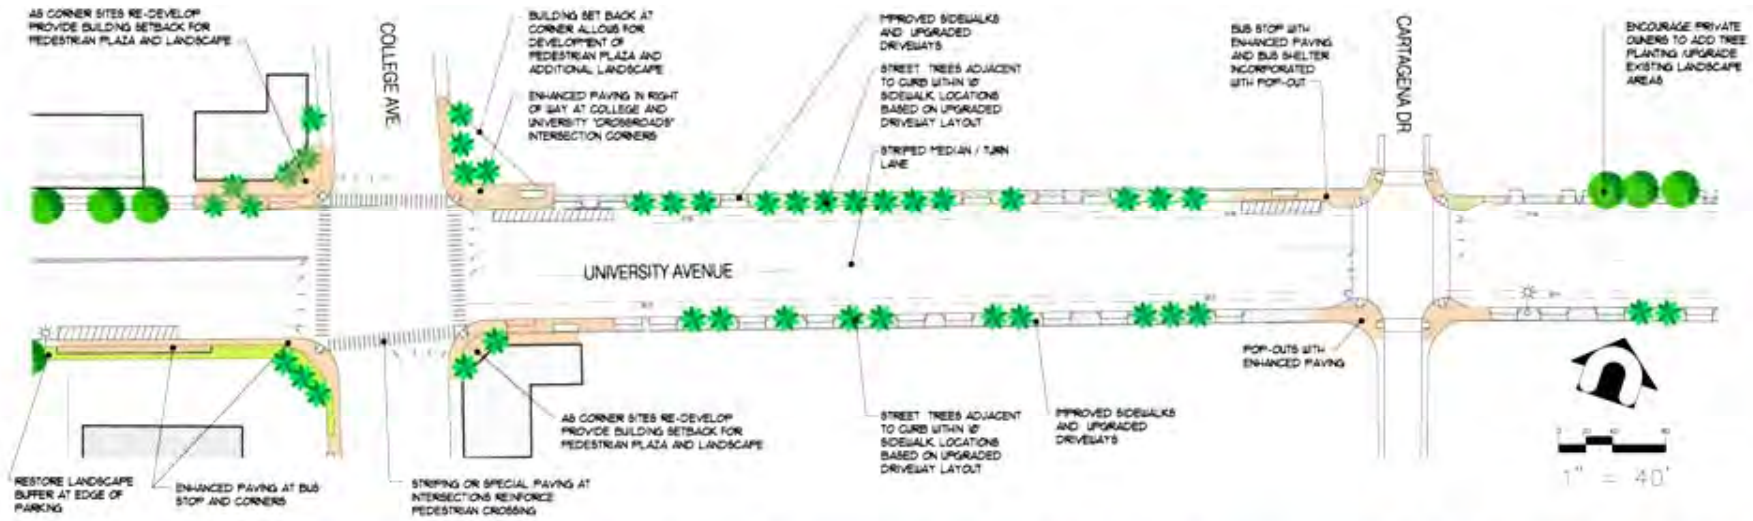 AS CORNER SITES RE-DEVELOP
PROVIDE BUILDING SETBACK FOR
PEDESTRIAN PLAZA AND LANDSCAPE
COLLEGE AVE.
BUILDING SET BACK AT
CORNER ALLOWS FOR
DEVELOPMENT OF
PEDESTRIAN PLAZA AND
ADDITIONAL LANDSCAPE
ENHANCED PAVING IN RIGHT
OF WAY AT COLLEGE AND
UNIVERSITY "CROSSROADS"
INTERSECTION CORNERS
IMPROVED SIDEWALKS
AND UPGRADED
DRIVEWAYS
STREET TREES ADJACENT
TO CURB WITHIN 10'
SIDEWALK LOCATIONS
BASED ON UPGRADED
DRIVEWAY LAYOUT
STRIPED MEDIAN / TURN
LANE
BUS STOP WITH
ENHANCED PAVING
AND BUS SHELTER
INCORPORATED
WITH POP-OUT
CARTAGENA DR
ENCOURAGE PRIVATE
OWNERS TO ADD TREE
PLANTING /UPGRADE
EXISTING LANDSCAPE
AREAS
UNIVERSITY AVENUE
RESTORE LANDSCAPE
BUFFER AT EDGE OF
PARKING
ENHANCED PAVING AT BUS
STOP AND CORNERS
STRIPING OR SPECIAL PAVING AT
INTERSECTIONS REINFORCE
PEDESTRIAN CROSSING
AS CORNER SITES RE-DEVELOP
PROVIDE BUILDING SETBACK FOR
PEDESTRIAN PLAZA AND LANDSCAPE
STREET TREES ADJACENT
TO CURB WITHIN 10'
SIDEWALK LOCATIONS
BASED ON UPGRADED
DRIVEWAY LAYOUT
IMPROVED SIDEWALKS
AND UPGRADED
DRIVEWAYS
POP-OUTS WITH
ENHANCED PAVING
0 20 40 80
1" = 40'